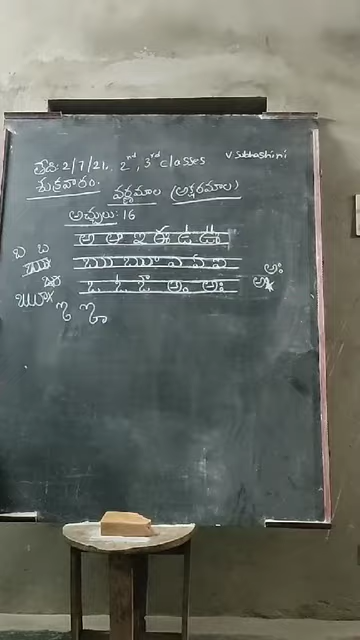 తేది: 2/7/21. 2nd, 3rd classes V Subhashini
శుక్రవారం. వర్ణమాల (అక్షరమాల)
అచ్చులు: 16
అ ఆ ఇ ఈ ఉ ఊ
ఋ ౠ ఎ ఏ ఐ
ఒ ఓ ఔ అం అః
అః
ౠ